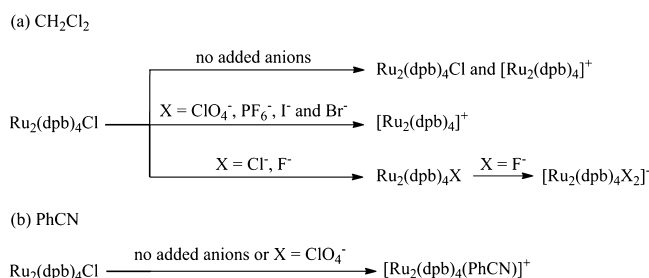 (a) CH₂Cl₂
no added anions
Ru₂(dpb)₄Cl and [Ru₂(dpb)₄]⁺
Ru₂(dpb)₄Cl
X = ClO₄⁻, PF₆⁻, I⁻ and Br⁻
[Ru₂(dpb)₄]⁺
X = Cl⁻, F⁻
Ru₂(dpb)₄X
X = F⁻
[Ru₂(dpb)₄X₂]⁻
(b) PhCN
Ru₂(dpb)₄Cl
no added anions or X = ClO₄⁻
[Ru₂(dpb)₄(PhCN)]⁺